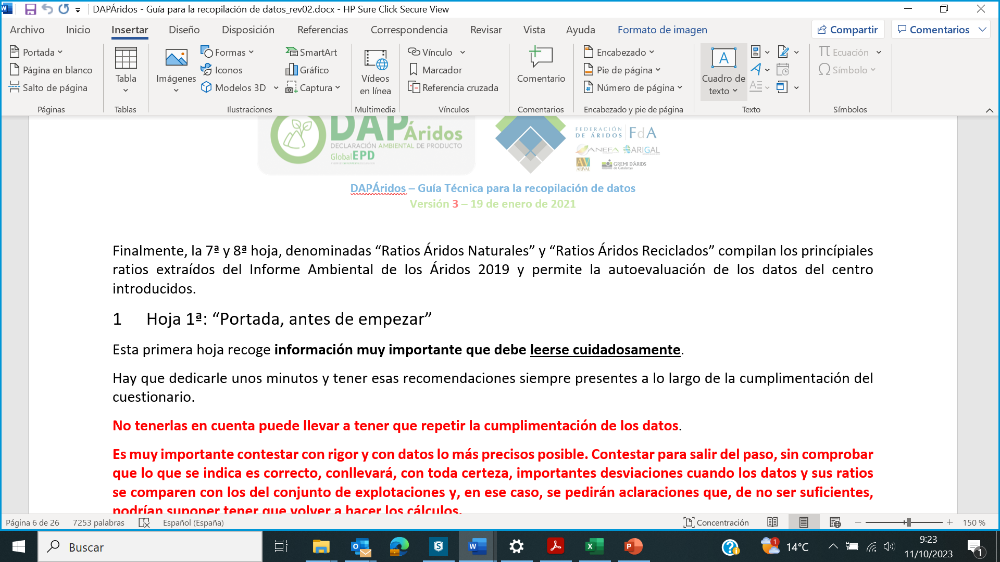 DAPÁridos - Guía para la recopilación de datos_rev02.docx - HP Sure Click Secure View
Archivo Inicio Insertar Diseño Disposición Referencias Correspondencia Revisar Vista Ayuda Formato de imagen Compartir Comentarios
Portada
Página en blanco
Salto de página
Páginas
Tabla
Tablas
Imágenes
Formas
Iconos
Modelos 3D
SmartArt
Gráfico
Captura
Ilustraciones
Vídeos
en línea
Multimedia
Vínculo
Marcador
Referencia cruzada
Vínculos
Comentario
Comentarios
Encabezado
Pie de página
Número de página
Encabezado y pie de página
Cuadro de
texto
Texto
Ecuación
Símbolo
Símbolos
DAPÁridos
DECLARACIÓN AMBIENTAL DE PRODUCTO
GlobalEPD
FEDERACIÓN
DE ÁRIDOS FdA
ANEFA ARIGAL
ARIVAL
GREMI D'ÀRIDS
de Catalunya
DAPÁridos – Guía Técnica para la recopilación de datos
Versión 3 – 19 de enero de 2021
Finalmente, la 7ª y 8ª hoja, denominadas “Ratios Áridos Naturales” y “Ratios Áridos Reciclados” compilan los princípiales
ratios extraídos del Informe Ambiental de los Áridos 2019 y permite la autoevaluación de los datos del centro
introducidos.
1 Hoja 1ª: “Portada, antes de empezar”
Esta primera hoja recoge información muy importante que debe leerse cuidadosamente.
Hay que dedicarle unos minutos y tener esas recomendaciones siempre presentes a lo largo de la cumplimentación del
cuestionario.
No tenerlas en cuenta puede llevar a tener que repetir la cumplimentación de los datos.
Es muy importante contestar con rigor y con datos lo más precisos posible. Contestar para salir del paso, sin comprobar
que lo que se indica es correcto, conllevará, con toda certeza, importantes desviaciones cuando los datos y sus ratios
se comparen con los del conjunto de explotaciones y, en ese caso, se pedirán aclaraciones que, de no ser suficientes,
podrían suponer tener que volver a hacer los cálculos.
Página 6 de 26 7253 palabras Español (España) Concentración 150 %
Buscar
14°C
9:23
11/10/2023